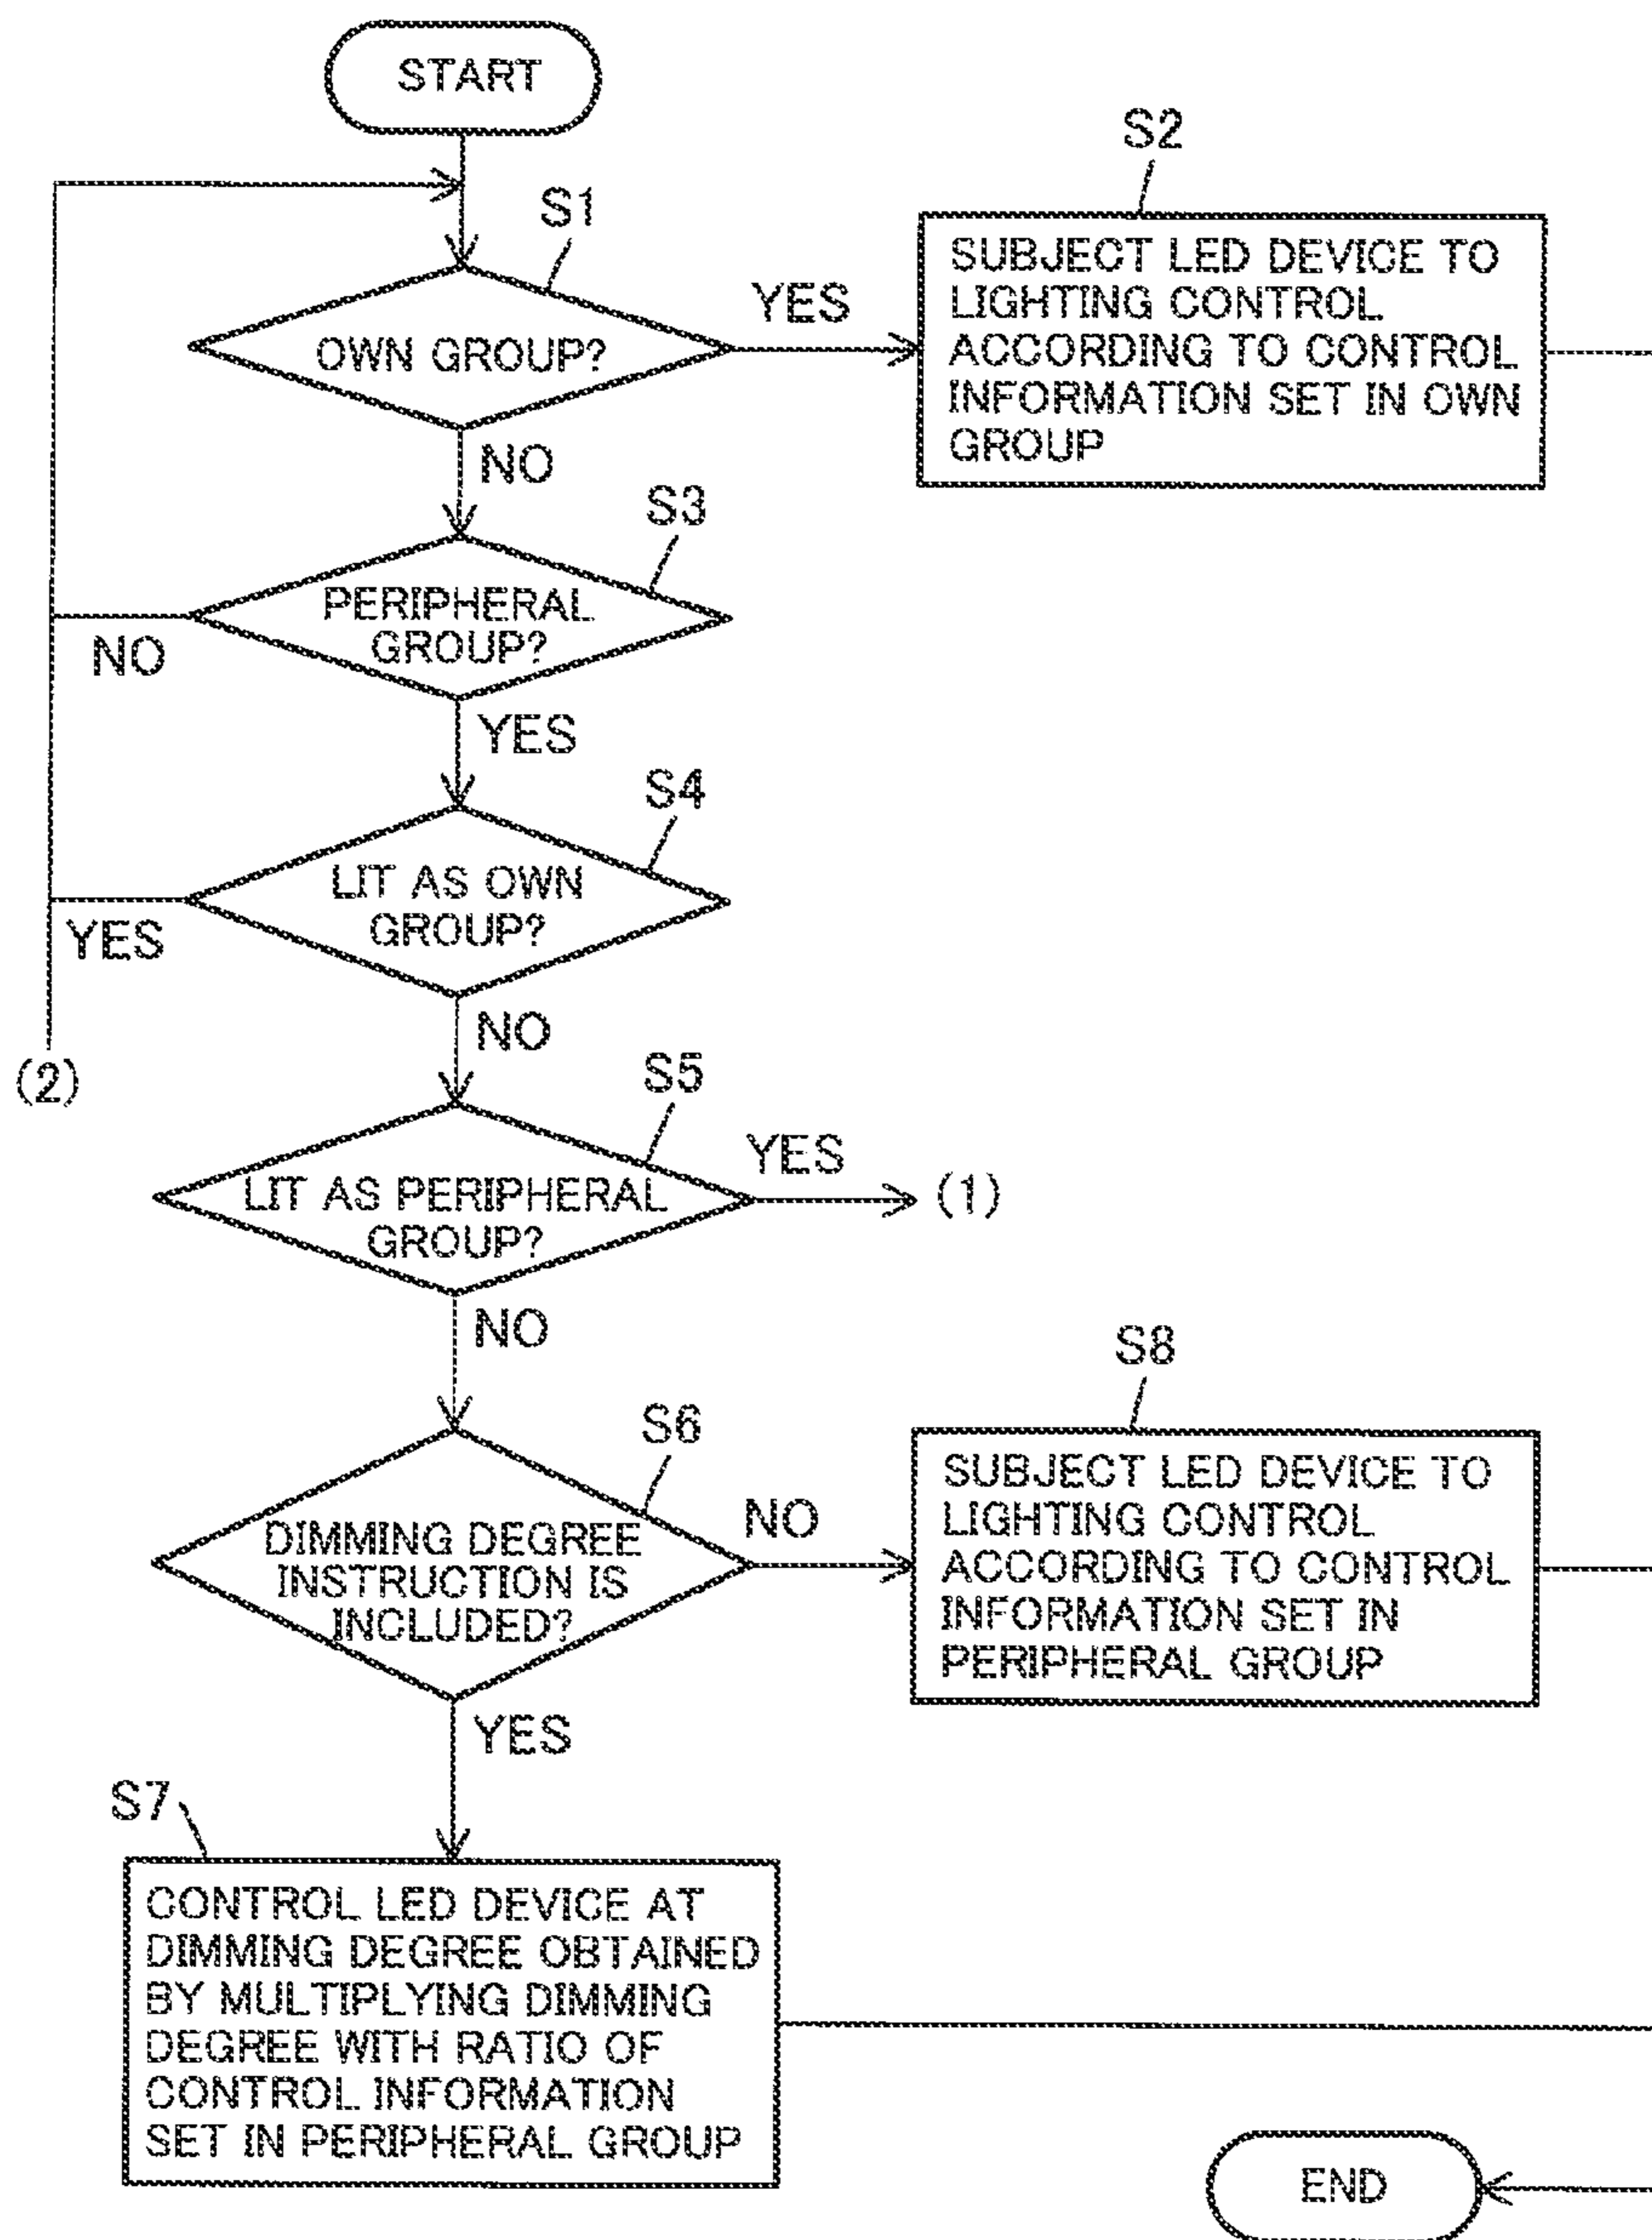 START
S1
OWN GROUP?
YES
S2
SUBJECT LED DEVICE TO
LIGHTING CONTROL
ACCORDING TO CONTROL
INFORMATION SET IN OWN
GROUP
NO
S3
PERIPHERAL
GROUP?
NO
YES
S4
LIT AS OWN
GROUP?
YES
NO
(2)
S5
LIT AS PERIPHERAL
GROUP?
YES
(1)
NO
S6
DIMMING DEGREE
INSTRUCTION IS
INCLUDED?
NO
S8
SUBJECT LED DEVICE TO
LIGHTING CONTROL
ACCORDING TO CONTROL
INFORMATION SET IN
PERIPHERAL GROUP
YES
S7
CONTROL LED DEVICE AT
DIMMING DEGREE OBTAINED
BY MULTIPLYING DIMMING
DEGREE WITH RATIO OF
CONTROL INFORMATION
SET IN PERIPHERAL GROUP
END